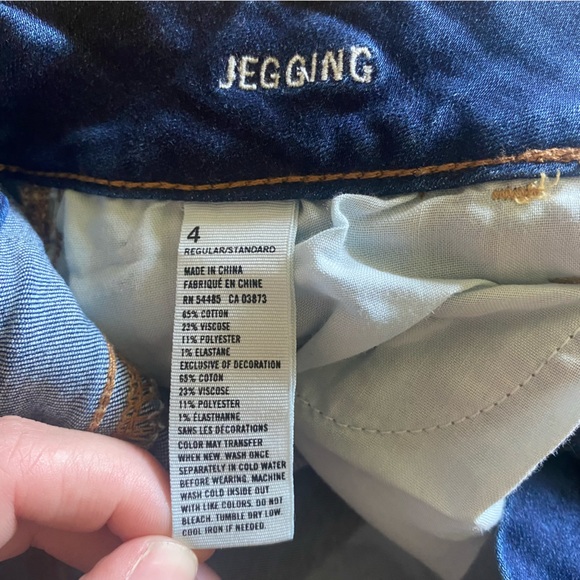 JEGGING
4
REGULAR/STANDARD
MADE IN CHINA
FABRIQUÉ EN CHINE
RN 54485 CA 03873
65% COTTON
22% VISCOSE
11% POLYESTER
1% ELASTANE
EXCLUSIVE OF DECORATION
65% COTON
23% VISCOSE
11% POLYESTER
1% ÉLASTHANNE
SANS LES DÉCORATIONS
COLOR MAY TRANSFER
WHEN NEW. WASH ONCE
SEPARATELY IN COLD WATER
BEFORE WEARING. MACHINE
WASH COLD INSIDE OUT
WITH LIKE COLORS. DO NOT
BLEACH. TUMBLE DRY LOW.
COOL IRON IF NEEDED.